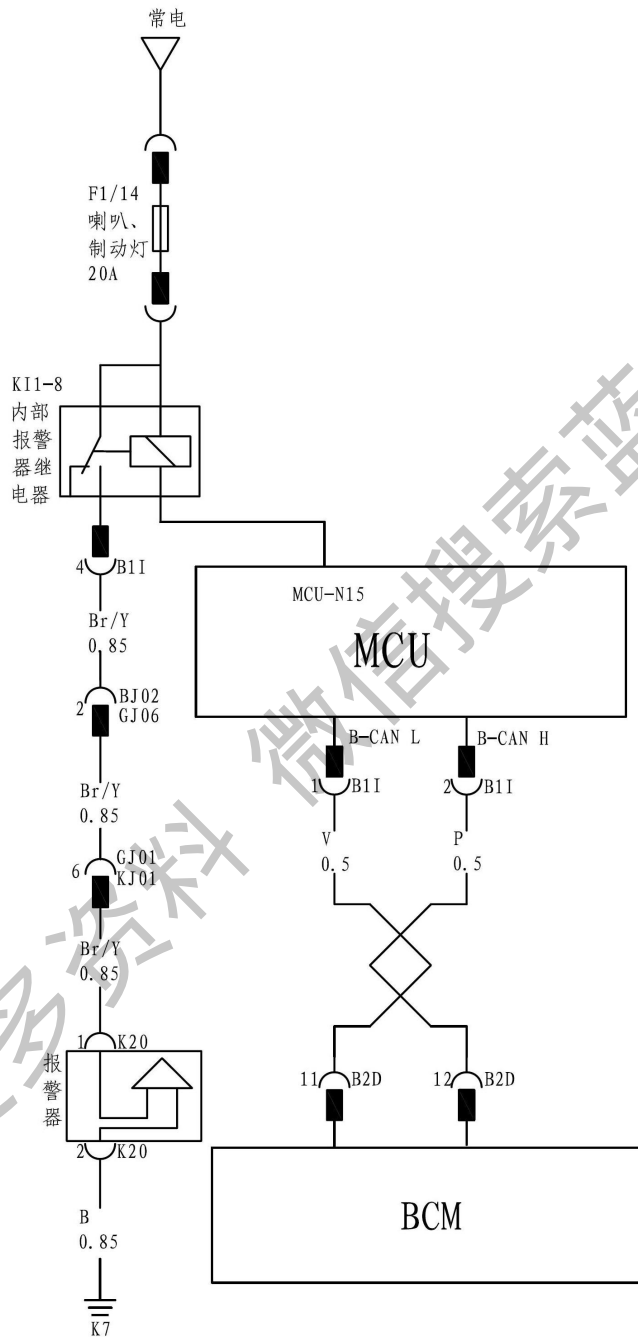 常电
F1/14
喇叭、
制动灯
20A
KI1-8
内部
报警
器继
电器
4 B1I
Br/Y
0.85
MCU-N15
MCU
2 BJ02
GJ06
B-CAN L
B-CAN H
1 B1I
2 B1I
Br/Y
0.85
V
0.5
P
0.5
6 GJ01
KJ01
Br/Y
0.85
1 K20
报
警
器
2 K20
11 B2D
12 B2D
BCM
B
0.85
K7
多资料 微信搜索蓝